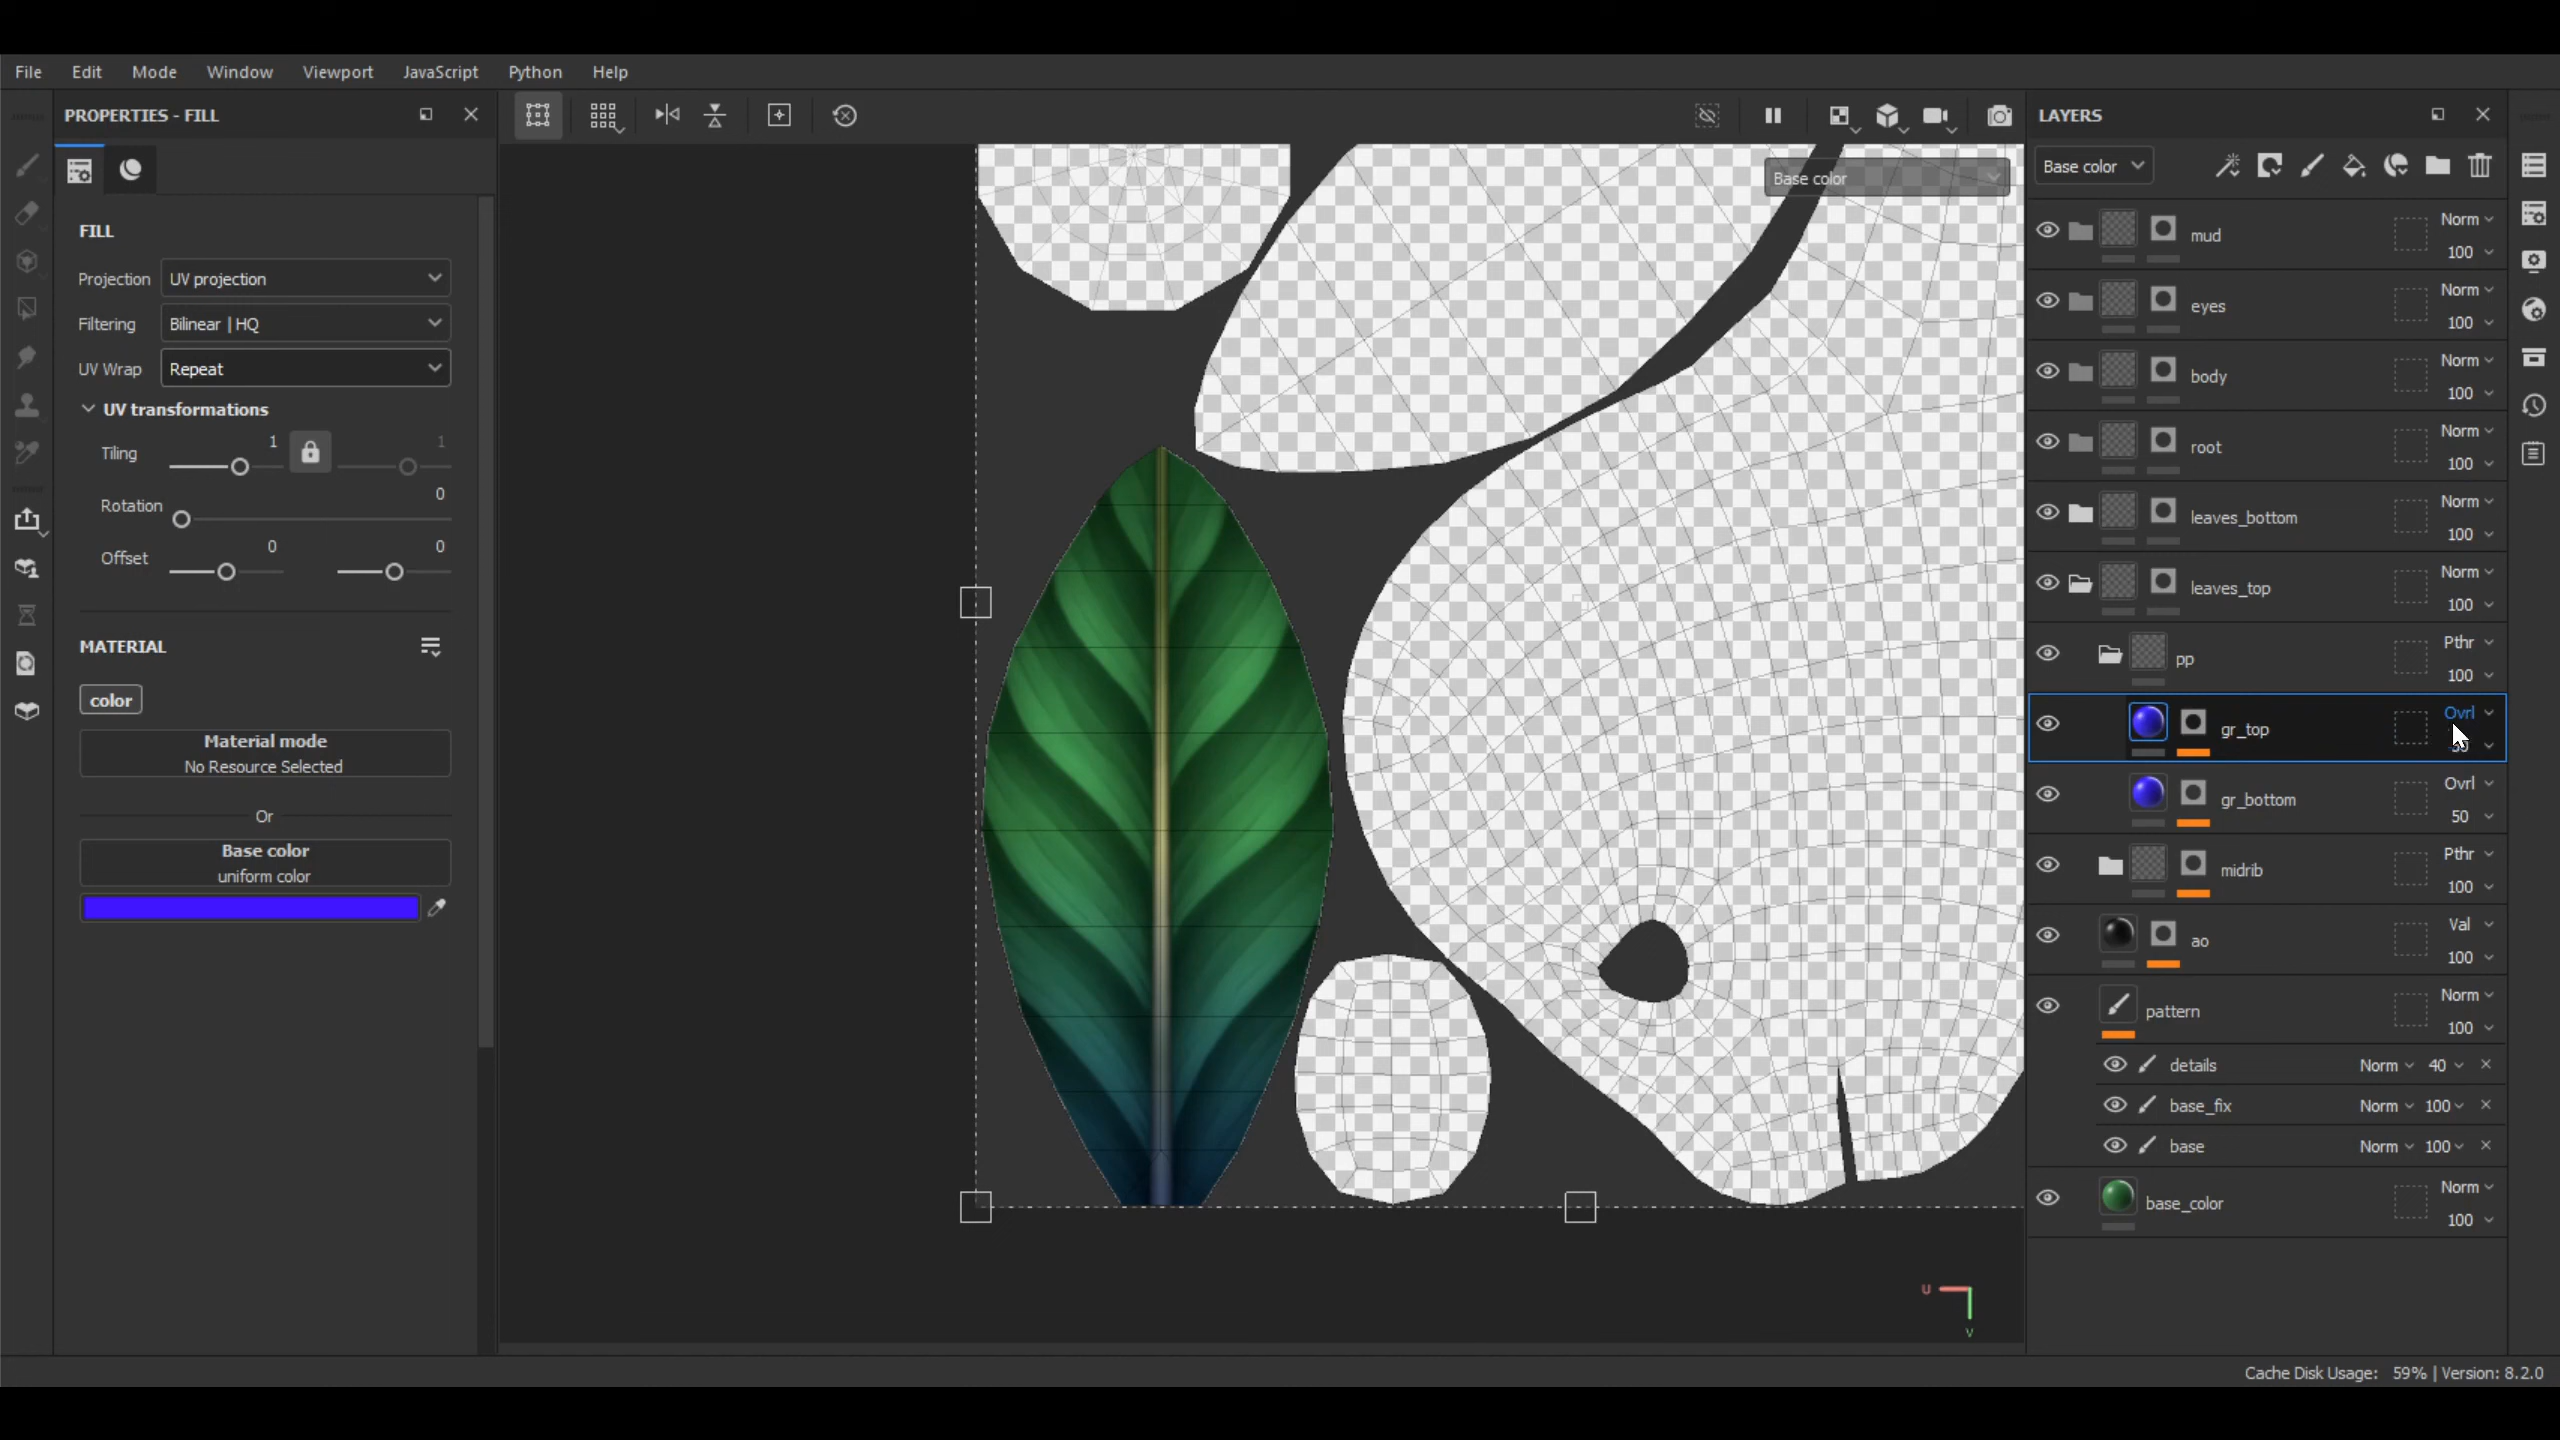 File Edit Mode Window Viewport JavaScript Python Help
PROPERTIES - FILL
FILL
Projection UV projection
Filtering Bilinear | HQ
UV Wrap Repeat
UV transformations
Tiling 1 1
Rotation 0
Offset 0 0
MATERIAL
color
Material mode
No Resource Selected
Or
Base color
uniform color
Base color
U
V
LAYERS
Base color
mud Norm 100
eyes Norm 100
body Norm 100
root Norm 100
leaves_bottom Norm 100
leaves_top Norm 100
pp Pthr 100
gr_top Ovrl
gr_bottom Ovrl 50
midrib Pthr 100
ao Val 100
pattern Norm 100
details Norm 40
base_fix Norm 100
base Norm 100
base_color Norm 100
Cache Disk Usage: 59% | Version: 8.2.0